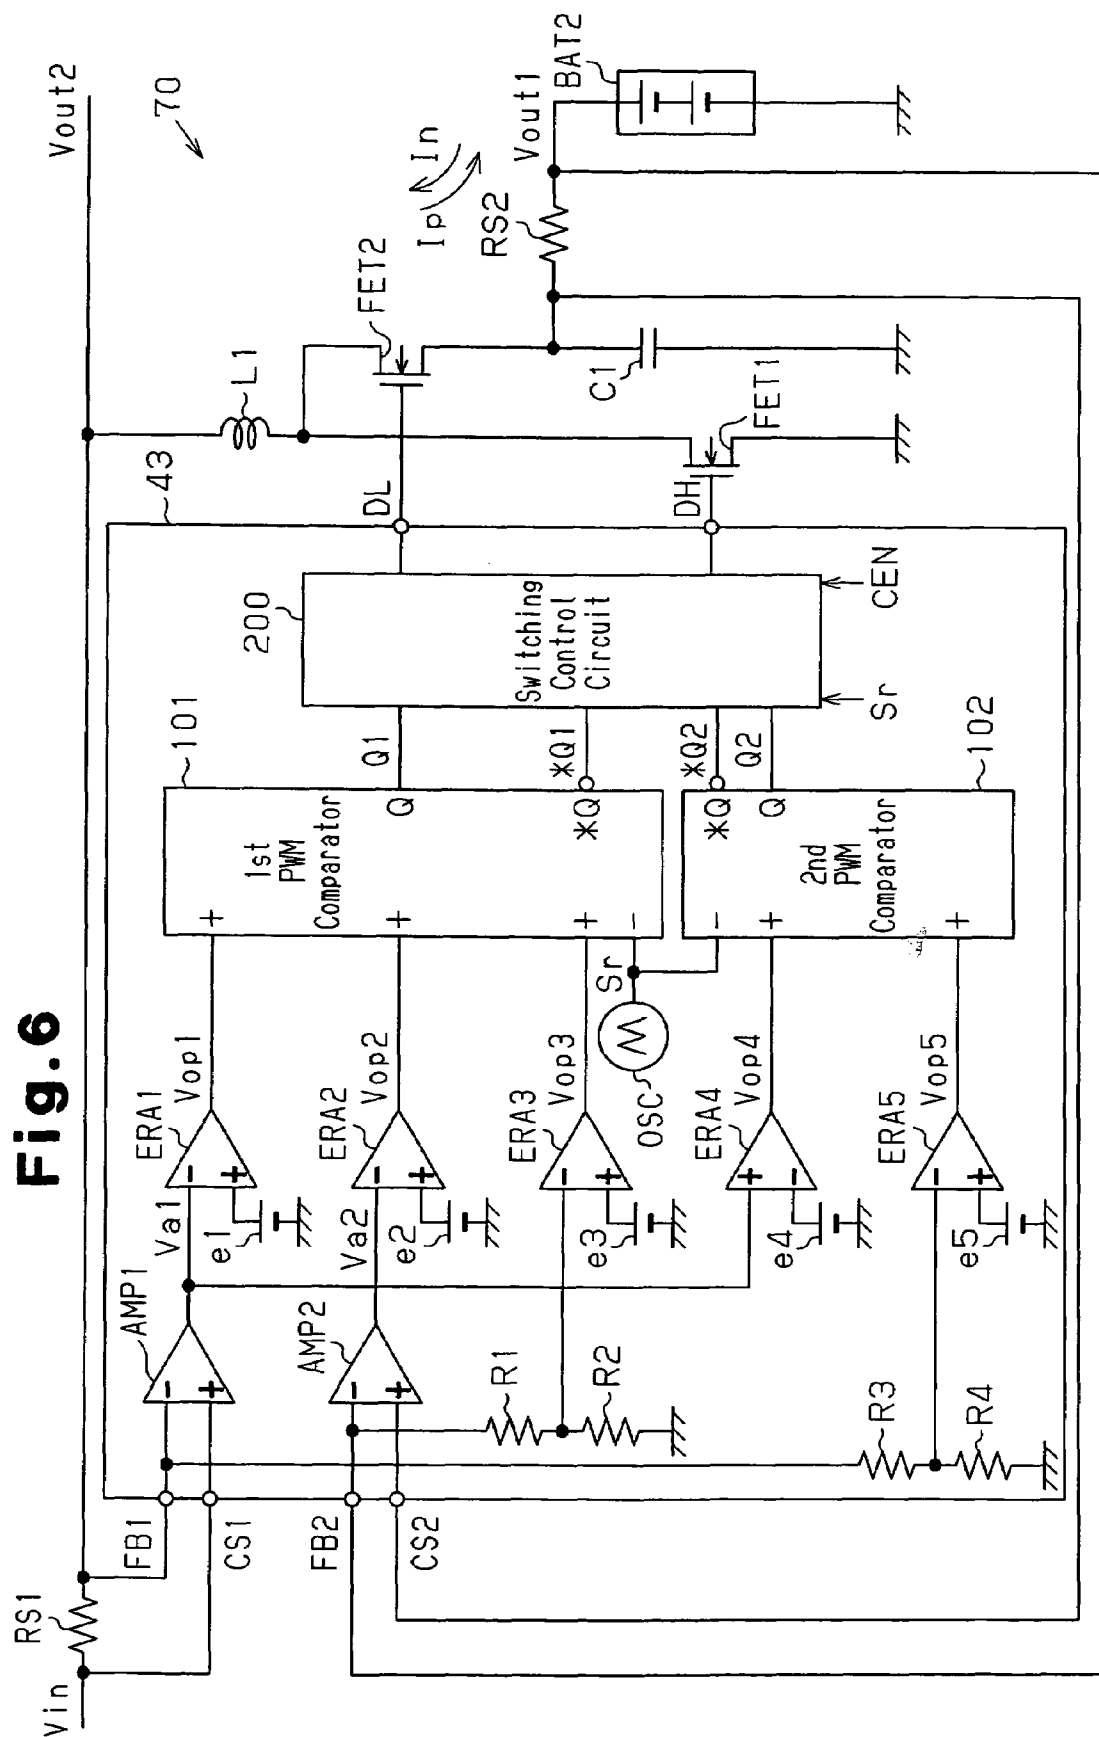 Fig.6
Vin
RS1
Vout2
70
FB1
CS1
FB2
CS2
43
AMP1
Va1
ERA1
Vop1
e1
AMP2
Va2
ERA2
Vop2
e2
R1
R2
ERA3
Vop3
e3
OSC
Sr
ERA4
Vop4
e4
R3
R4
ERA5
Vop5
e5
1st
PWM
Comparator
101
+
+
+
-
Q
*Q
2nd
PWM
Comparator
102
-
+
+
*Q
Q
Q1
*Q1
*Q2
Q2
200
Switching
Control
Circuit
Sr
CEN
DL
DH
L1
FET2
FET1
C1
Ip
In
RS2
Vout1
BAT2